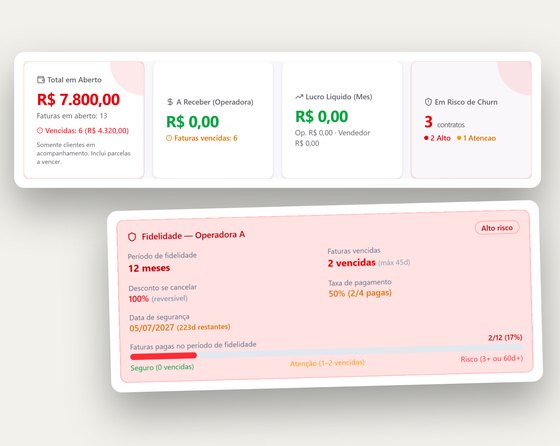 Total em Aberto
R$ 7.800,00
Faturas em aberto: 13
Vencidas: 6 (R$ 4.320,00)
Somente clientes em
acompanhamento. Inclui parcelas
a vencer.
A Receber (Operadora)
R$ 0,00
Faturas vencidas: 6
Lucro Liquido (Mes)
R$ 0,00
Op. R$ 0,00 · Vendedor
R$ 0,00
Em Risco de Churn
3 contratos
2 Alto 1 Atencao
Fidelidade — Operadora A
Alto risco
Período de fidelidade
12 meses
Faturas vencidas
2 vencidas (máx 45d)
Desconto se cancelar
100% (reversível)
Taxa de pagamento
50% (2/4 pagas)
Data de segurança
05/07/2027 (223d restantes)
Faturas pagas no período de fidelidade
2/12 (17%)
Seguro (0 vencidas)
Atenção (1–2 vencidas)
Risco (3+ ou 60d+)